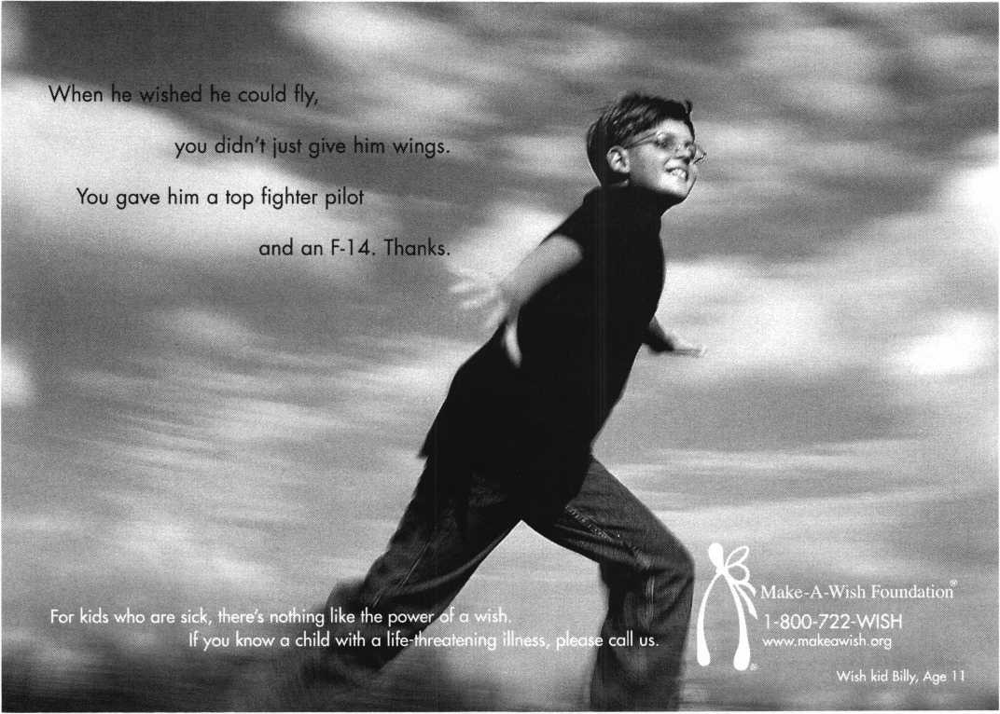 When he wished he could fly,
you didn't just give him wings.
You gave him a top fighter pilot
and an F-14. Thanks.
For kids who are sick, there's nothing like the power of a wish.
If you know a child with a life-threatening illness, please call us.
Make-A-Wish Foundation®
1-800-722-WISH
www.makeawish.org
®
Wish kid Billy, Age 11